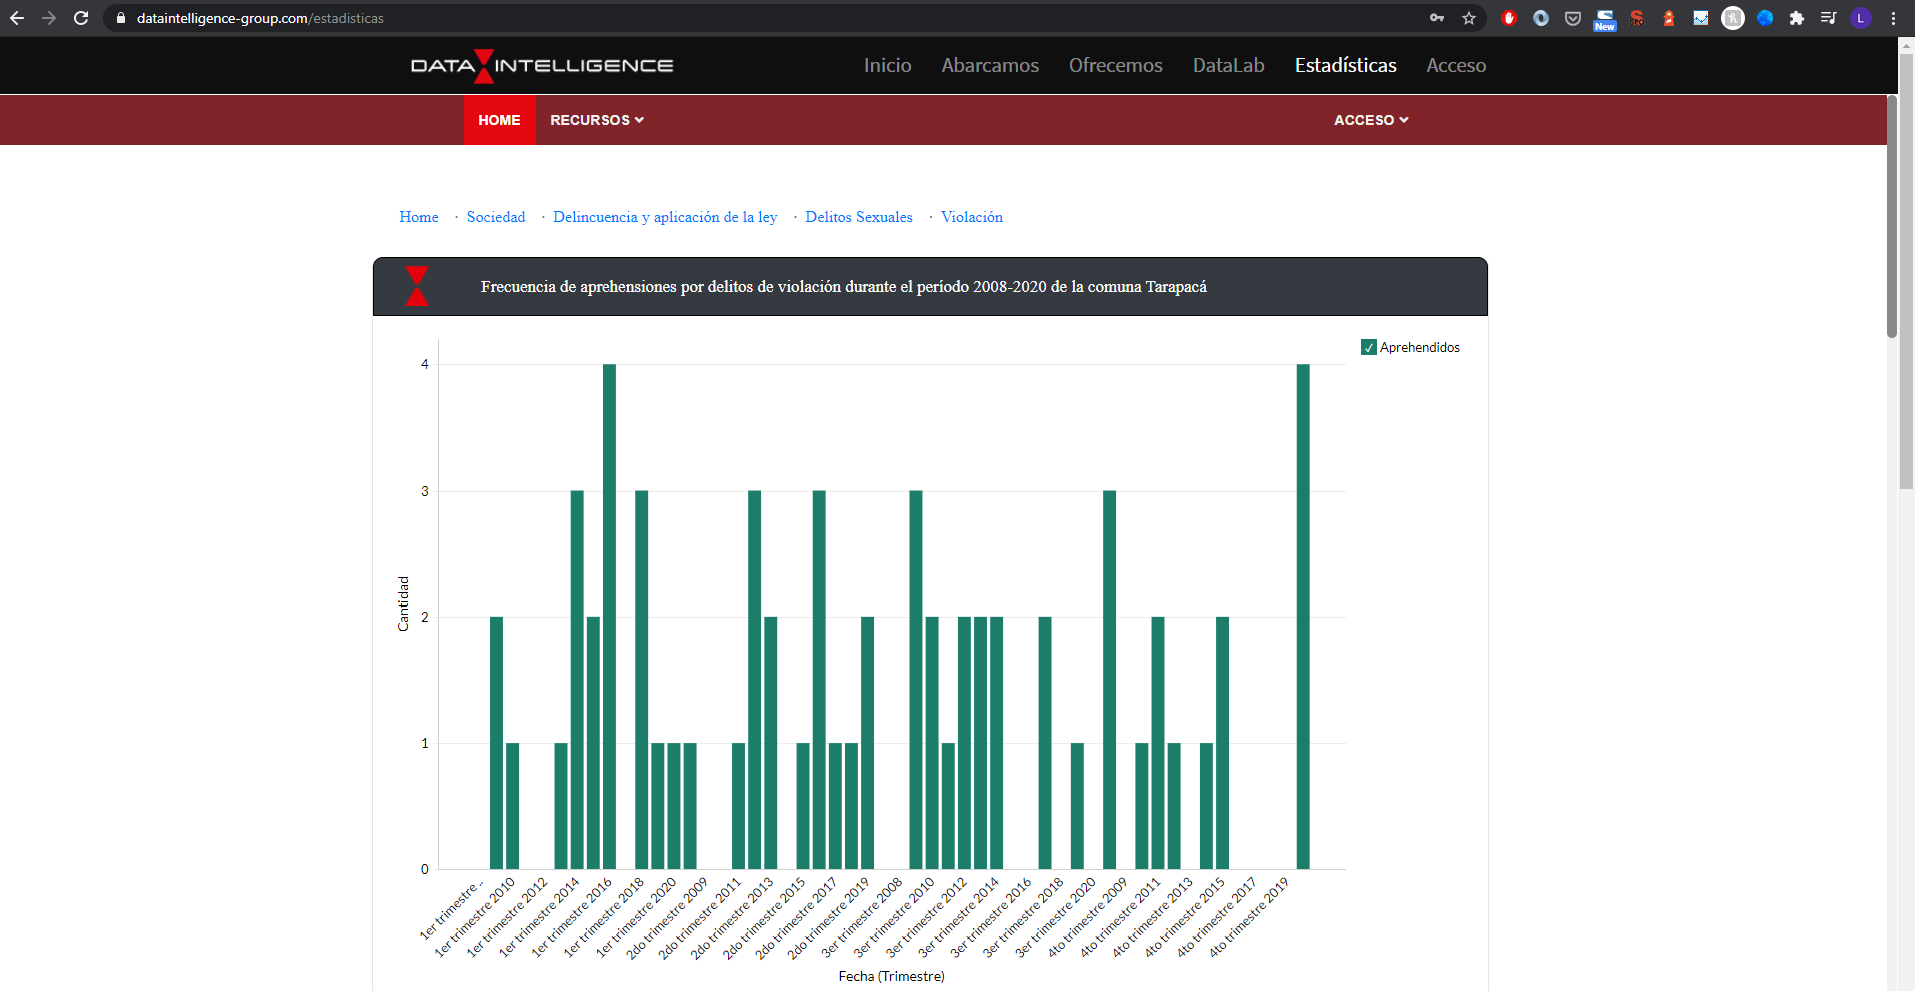 dataintelligence-group.com/estadisticas
New
L
DATA INTELLIGENCE
Inicio Abarcamos Ofrecemos DataLab Estadísticas Acceso
HOME RECURSOS ACCESO
Home · Sociedad · Delincuencia y aplicación de la ley · Delitos Sexuales · Violación
Frecuencia de aprehensiones por delitos de violación durante el período 2008-2020 de la comuna Tarapacá
Aprehendidos
4
3
2
1
0
Cantidad
1er trimestre ..
1er trimestre 2010
1er trimestre 2012
1er trimestre 2014
1er trimestre 2016
1er trimestre 2018
1er trimestre 2020
2do trimestre 2009
2do trimestre 2011
2do trimestre 2013
2do trimestre 2015
2do trimestre 2017
2do trimestre 2019
3er trimestre 2008
3er trimestre 2010
3er trimestre 2012
3er trimestre 2014
3er trimestre 2016
3er trimestre 2018
3er trimestre 2020
4to trimestre 2009
4to trimestre 2011
4to trimestre 2013
4to trimestre 2015
4to trimestre 2017
4to trimestre 2019
Fecha (Trimestre)